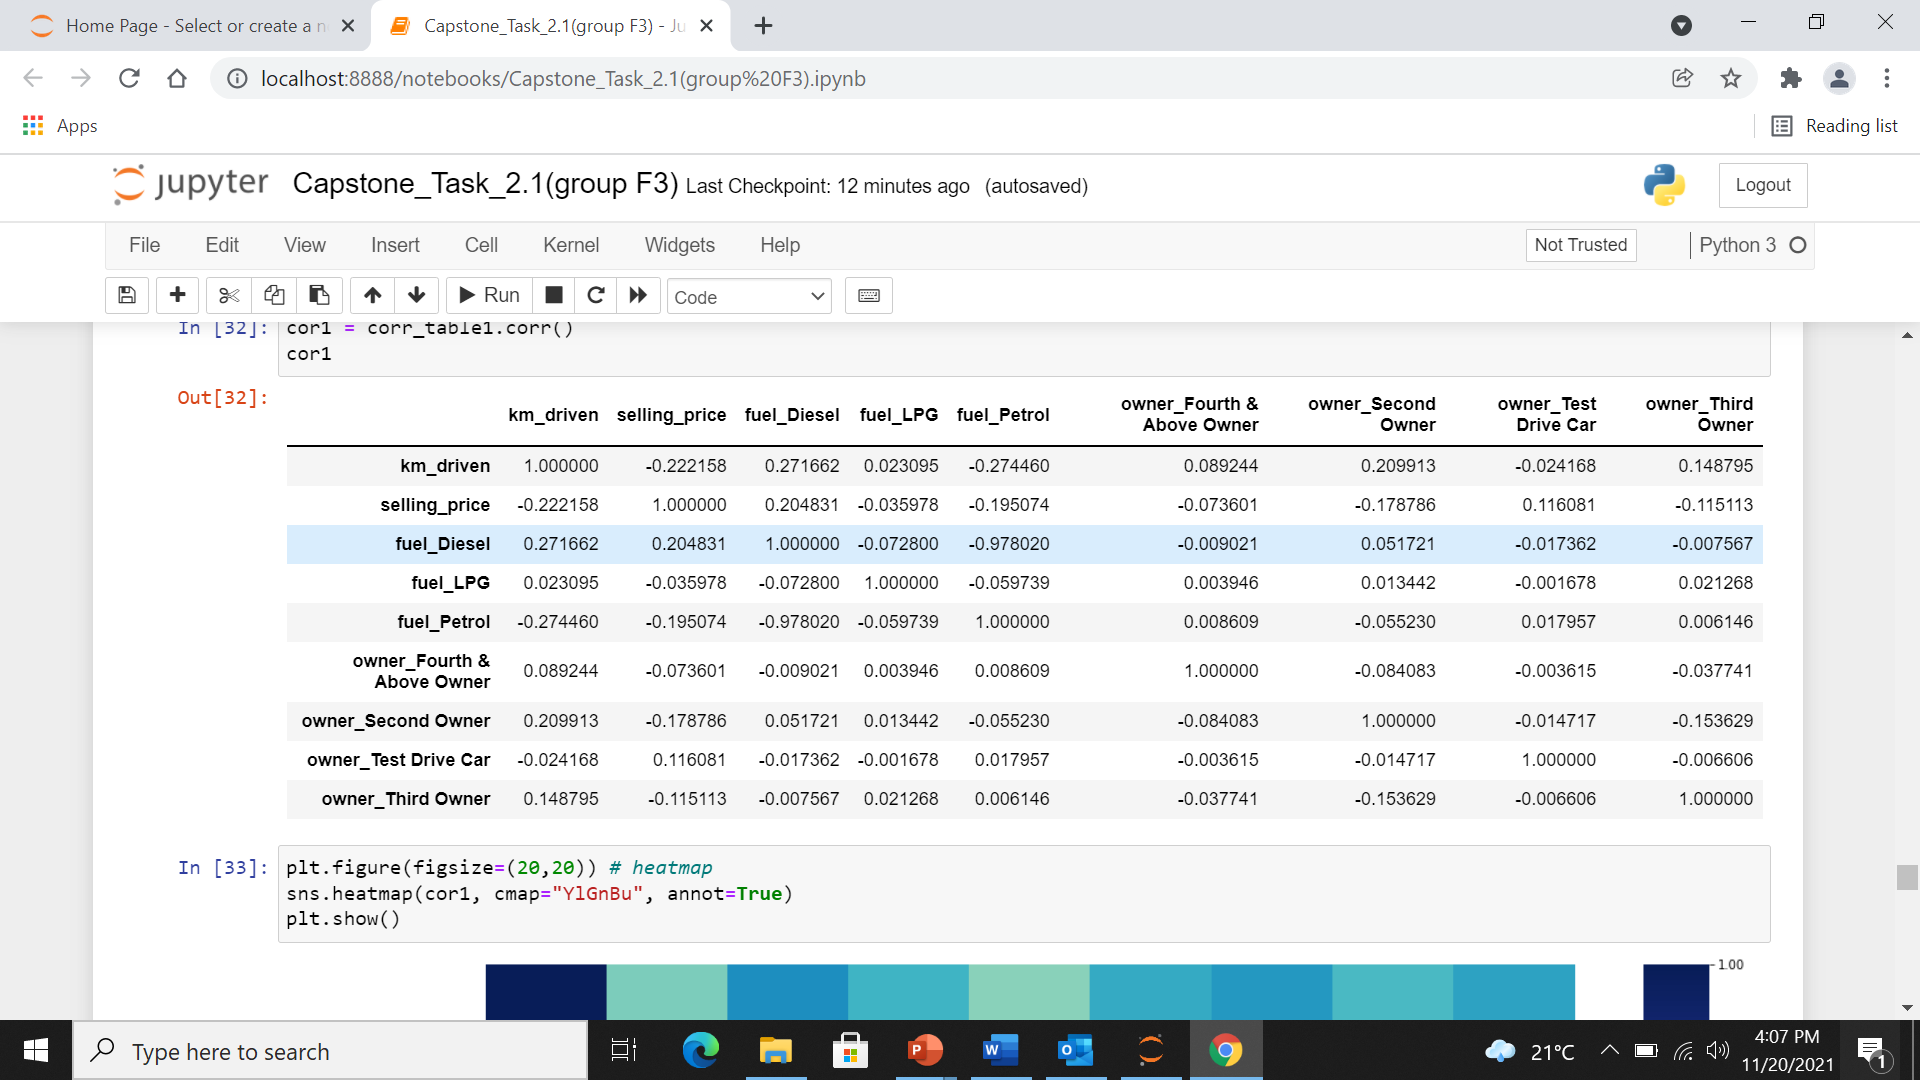 Home Page - Select or create a n
Capstone_Task_2.1(group F3) - Ju
localhost:8888/notebooks/Capstone_Task_2.1(group%20F3).ipynb
Apps
Reading list
jupyter Capstone_Task_2.1(group F3) Last Checkpoint: 12 minutes ago (autosaved)
Logout
File Edit View Insert Cell Kernel Widgets Help
Not Trusted
Python 3
Run
Code
In [32]: cor1 = corr_table1.corr()
cor1
Out[32]:
km_driven selling_price fuel_Diesel fuel_LPG fuel_Petrol owner_Fourth & Above Owner owner_Second Owner owner_Test Drive Car owner_Third Owner
km_driven 1.000000 -0.222158 0.271662 0.023095 -0.274460 0.089244 0.209913 -0.024168 0.148795
selling_price -0.222158 1.000000 0.204831 -0.035978 -0.195074 -0.073601 -0.178786 0.116081 -0.115113
fuel_Diesel 0.271662 0.204831 1.000000 -0.072800 -0.978020 -0.009021 0.051721 -0.017362 -0.007567
fuel_LPG 0.023095 -0.035978 -0.072800 1.000000 -0.059739 0.003946 0.013442 -0.001678 0.021268
fuel_Petrol -0.274460 -0.195074 -0.978020 -0.059739 1.000000 0.008609 -0.055230 0.017957 0.006146
owner_Fourth & Above Owner 0.089244 -0.073601 -0.009021 0.003946 0.008609 1.000000 -0.084083 -0.003615 -0.037741
owner_Second Owner 0.209913 -0.178786 0.051721 0.013442 -0.055230 -0.084083 1.000000 -0.014717 -0.153629
owner_Test Drive Car -0.024168 0.116081 -0.017362 -0.001678 0.017957 -0.003615 -0.014717 1.000000 -0.006606
owner_Third Owner 0.148795 -0.115113 -0.007567 0.021268 0.006146 -0.037741 -0.153629 -0.006606 1.000000
In [33]: plt.figure(figsize=(20,20)) # heatmap
sns.heatmap(cor1, cmap="YlGnBu", annot=True)
plt.show()
1.00
Type here to search
21°C
4:07 PM
11/20/2021
1